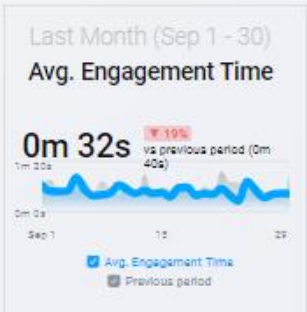 Last Month (Sep 1 - 30)
Avg. Engagement Time
0m 32s
▼ 19%
vs previous period (0m
40s)
1m 20s
0m 0s
Sep 1
15
29
Avg. Engagement Time
Previous period